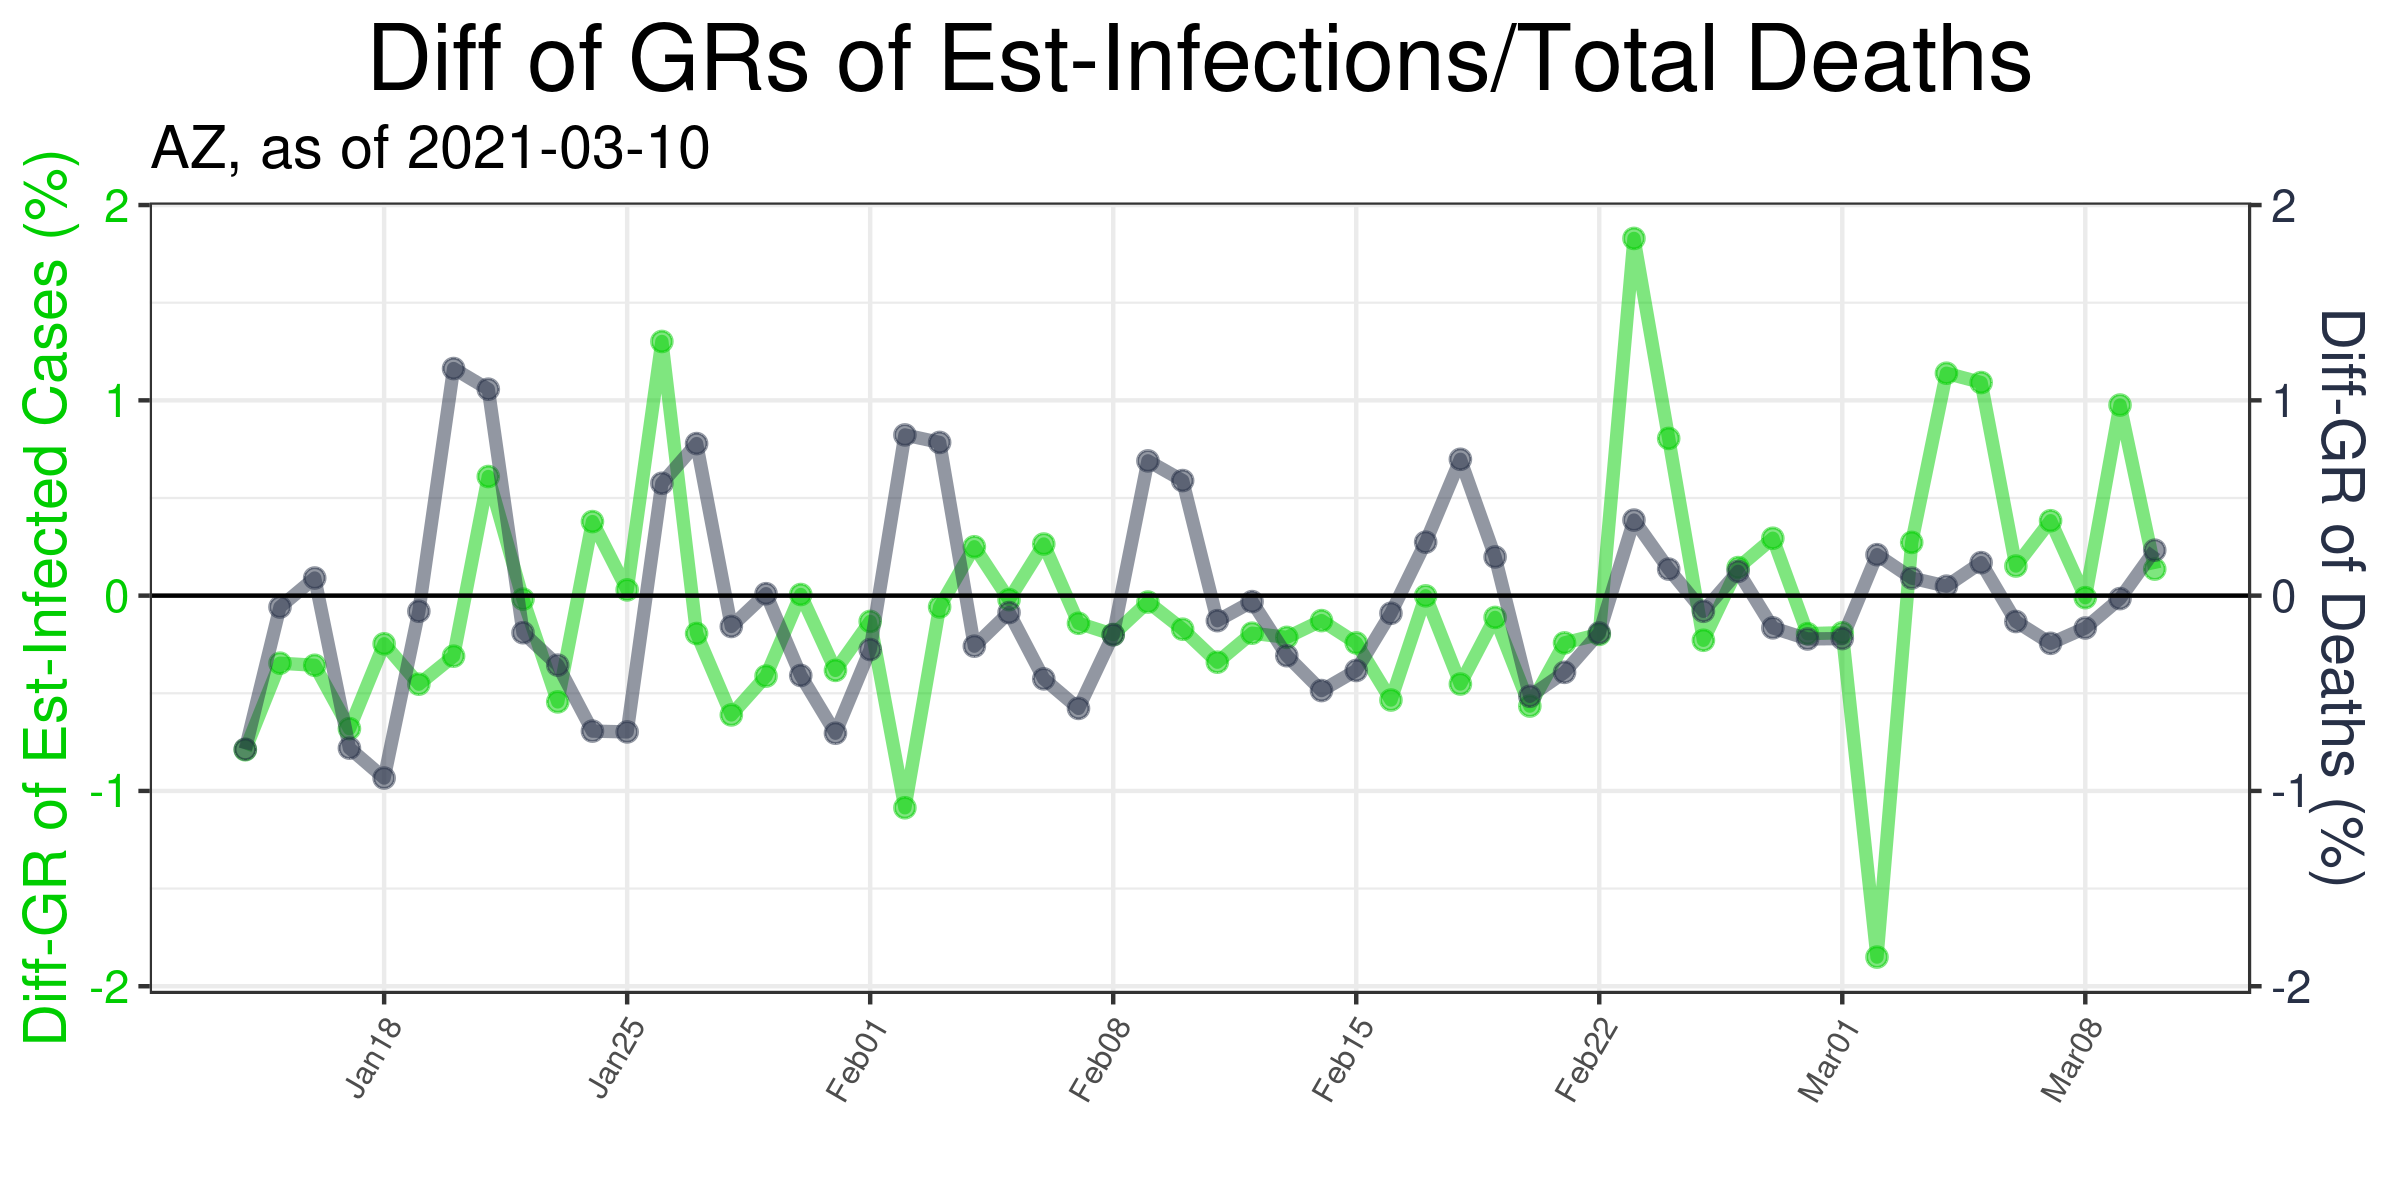 Diff of GRs of Est-Infections/Total Deaths
AZ, as of 2021-03-10
Diff-GR of Est-Infected Cases (%)
2
1
0
-1
-2
2
1
0
-1
-2
Diff-GR of Deaths (%)
Jan18
Jan25
Feb01
Feb08
Feb15
Feb22
Mar01
Mar08